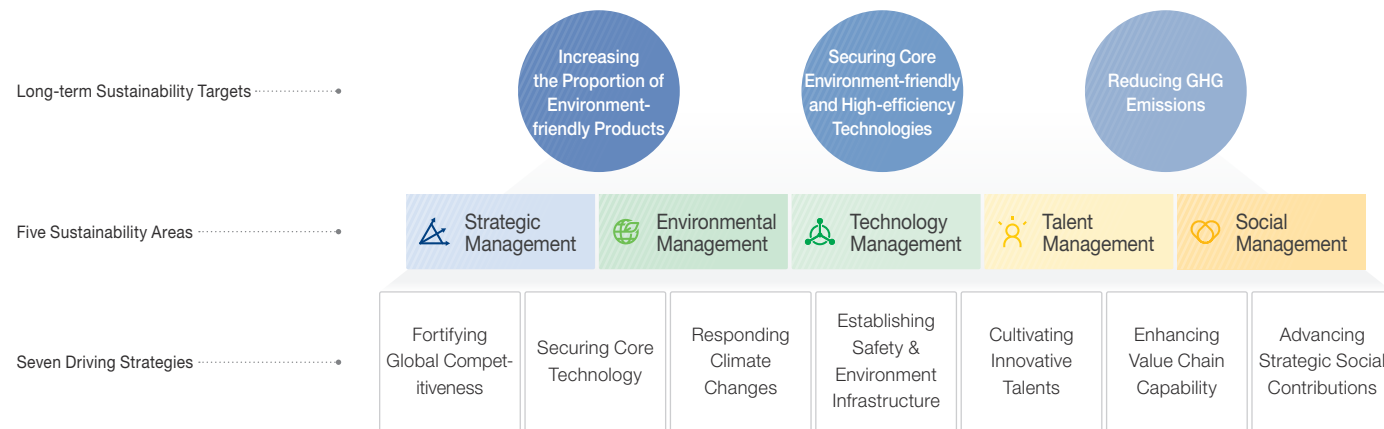 Long-term Sustainability Targets
Increasing
the Proportion of
Environment-
friendly Products
Securing Core
Environment-friendly
and High-efficiency
Technologies
Reducing GHG
Emissions
Five Sustainability Areas
Strategic
Management
Environmental
Management
Technology
Management
Talent
Management
Social
Management
Seven Driving Strategies
Fortifying
Global Compet-
itiveness
Securing Core
Technology
Responding
Climate
Changes
Establishing
Safety &
Environment
Infrastructure
Cultivating
Innovative
Talents
Enhancing
Value Chain
Capability
Advancing
Strategic Social
Contributions